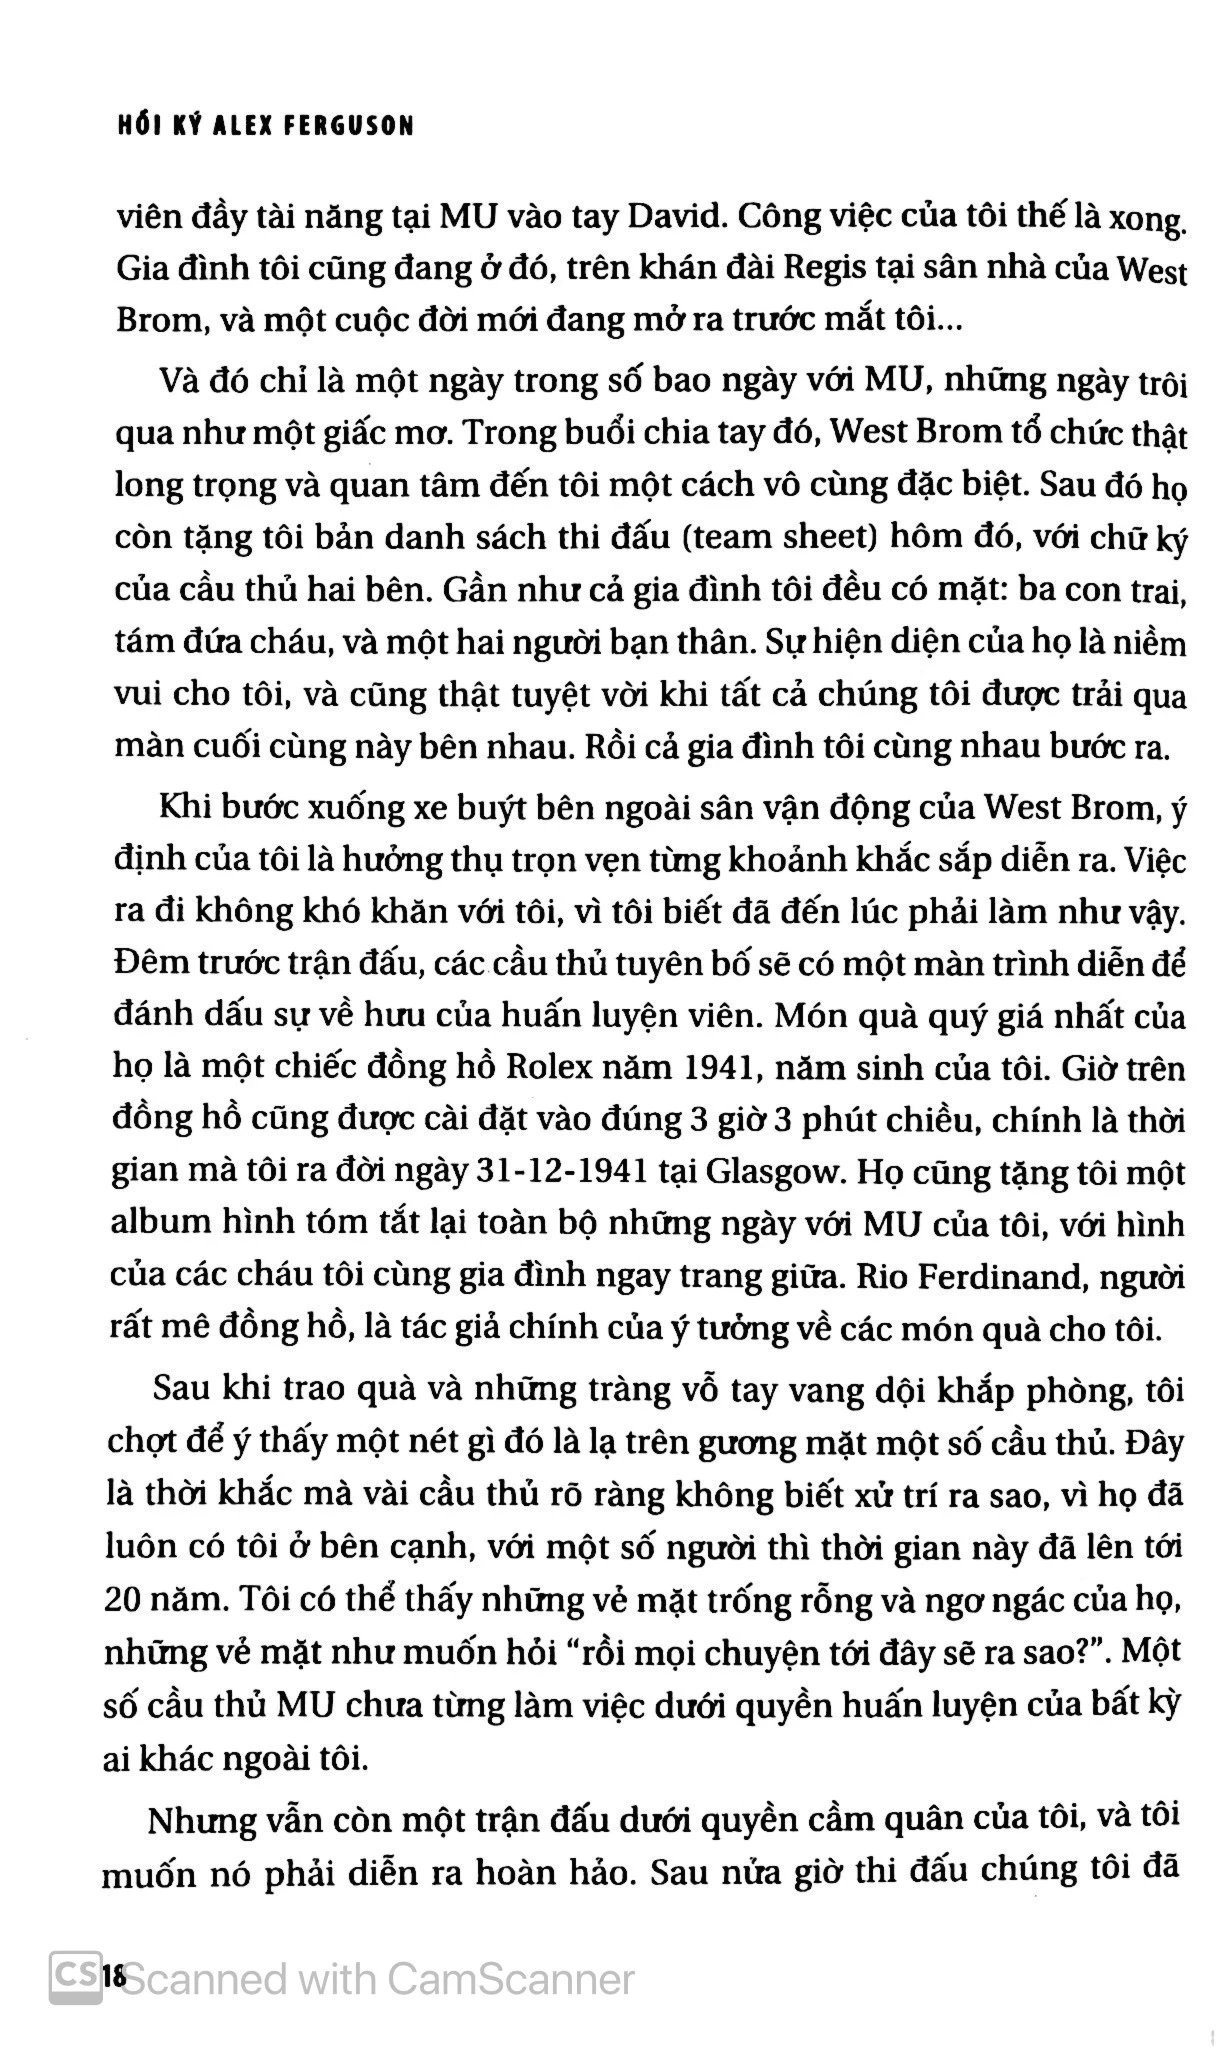 HỒI KÝ ALEX FERGUSON
viên đầy tài năng tại MU vào tay David. Công việc của tôi thế là xong.
Gia đình tôi cũng đang ở đó, trên khán đài Regis tại sân nhà của West
Brom, và một cuộc đời mới đang mở ra trước mắt tôi...
Và đó chỉ là một ngày trong số bao ngày với MU, những ngày trôi
qua như một giấc mơ. Trong buổi chia tay đó, West Brom tổ chức thật
long trọng và quan tâm đến tôi một cách vô cùng đặc biệt. Sau đó họ
còn tặng tôi bản danh sách thi đấu (team sheet) hôm đó, với chữ ký
của cầu thủ hai bên. Gần như cả gia đình tôi đều có mặt: ba con trai,
tám đứa cháu, và một hai người bạn thân. Sự hiện diện của họ là niềm
vui cho tôi, và cũng thật tuyệt vời khi tất cả chúng tôi được trải qua
màn cuối cùng này bên nhau. Rồi cả gia đình tôi cùng nhau bước ra.
Khi bước xuống xe buýt bên ngoài sân vận động của West Brom, ý
định của tôi là hưởng thụ trọn vẹn từng khoảnh khắc sắp diễn ra. Việc
ra đi không khó khăn với tôi, vì tôi biết đã đến lúc phải làm như vậy.
Đêm trước trận đấu, các cầu thủ tuyên bố sẽ có một màn trình diễn để
đánh dấu sự về hưu của huấn luyện viên. Món quà quý giá nhất của
họ là một chiếc đồng hồ Rolex năm 1941, năm sinh của tôi. Giờ trên
đồng hồ cũng được cài đặt vào đúng 3 giờ 3 phút chiều, chính là thời
gian mà tôi ra đời ngày 31-12-1941 tại Glasgow. Họ cũng tặng tôi một
album hình tóm tắt lại toàn bộ những ngày với MU của tôi, với hình
của các cháu tôi cùng gia đình ngay trang giữa. Rio Ferdinand, người
rất mê đồng hồ, là tác giả chính của ý tưởng về các món quà cho tôi.
Sau khi trao quà và những tràng vỗ tay vang dội khắp phòng, tôi
chợt để ý thấy một nét gì đó là lạ trên gương mặt một số cầu thủ. Đây
là thời khắc mà vài cầu thủ rõ ràng không biết xử trí ra sao, vì họ đã
luôn có tôi ở bên cạnh, với một số người thì thời gian này đã lên tới
20 năm. Tôi có thể thấy những vẻ mặt trống rỗng và ngơ ngác của họ,
những vẻ mặt như muốn hỏi “rồi mọi chuyện tới đây sẽ ra sao?”. Một
số cầu thủ MU chưa từng làm việc dưới quyền huấn luyện của bất kỳ
ai khác ngoài tôi.
Nhưng vẫn còn một trận đấu dưới quyền cầm quân của tôi, và tôi
muốn nó phải diễn ra hoàn hảo. Sau nửa giờ thi đấu chúng tôi đã
CS 18 Scanned with CamScanner